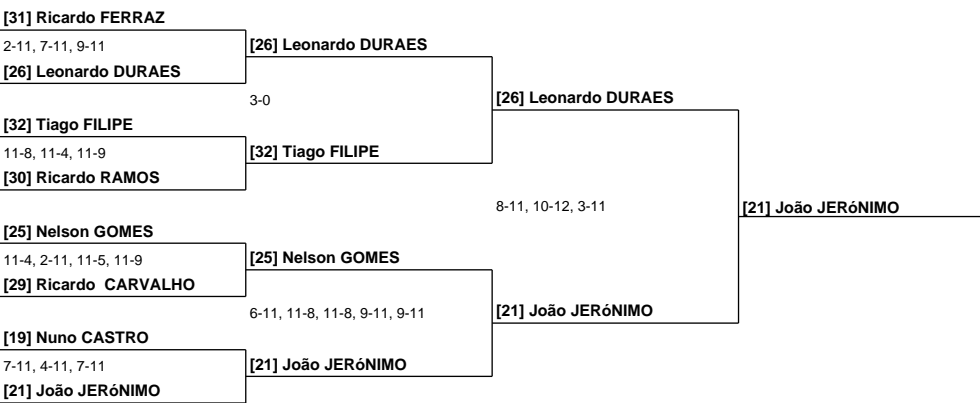 [31] Ricardo FERRAZ
2-11, 7-11, 9-11
[26] Leonardo DURAES
[26] Leonardo DURAES
3-0
[26] Leonardo DURAES
[32] Tiago FILIPE
11-8, 11-4, 11-9
[32] Tiago FILIPE
[30] Ricardo RAMOS
8-11, 10-12, 3-11
[21] João JERóNIMO
[25] Nelson GOMES
11-4, 2-11, 11-5, 11-9
[25] Nelson GOMES
[29] Ricardo  CARVALHO
6-11, 11-8, 11-8, 9-11, 9-11
[21] João JERóNIMO
[19] Nuno CASTRO
7-11, 4-11, 7-11
[21] João JERóNIMO
[21] João JERóNIMO